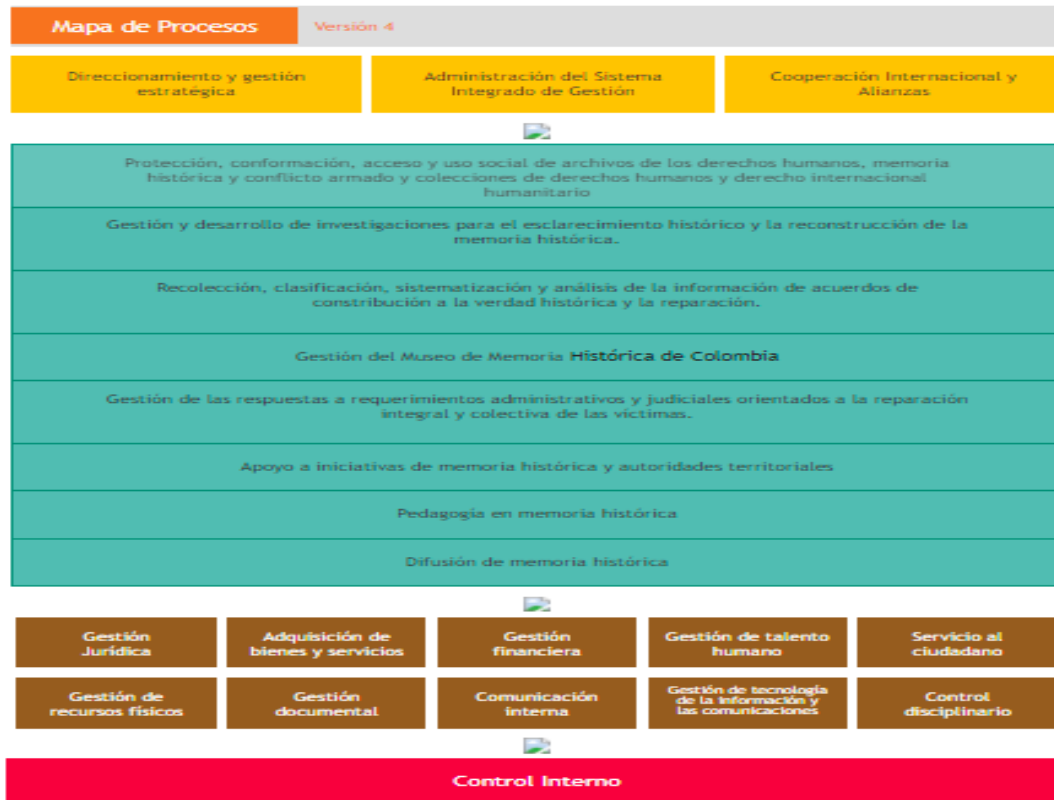 Mapa de Procesos Versión 4
Direccionamiento y gestión
estratégica
Administración del Sistema
Integrado de Gestión
Cooperación Internacional y
Alianzas
Protección, conformación, acceso y uso social de archivos de los derechos humanos, memoria
histórica y conflicto armado y colecciones de derechos humanos y derecho internacional
humanitario
Gestión y desarrollo de investigaciones para el esclarecimiento histórico y la reconstrucción de la
memoria histórica.
Recolección, clasificación, sistematización y análisis de la información de acuerdos de
constribución a la verdad histórica y la reparación.
Gestión del Museo de Memoria Histórica de Colombia
Gestión de las respuestas a requerimientos administrativos y judiciales orientados a la reparación
integral y colectiva de las víctimas.
Apoyo a iniciativas de memoria histórica y autoridades territoriales
Pedagogía en memoria histórica
Difusión de memoria histórica
Gestión
Jurídica
Adquisición de
bienes y servicios
Gestión
financiera
Gestión de talento
humano
Servicio al
ciudadano
Gestión de
recursos físicos
Gestión
documental
Comunicación
interna
Gestión de tecnología
de la información y
las comunicaciones
Control
disciplinario
Control Interno